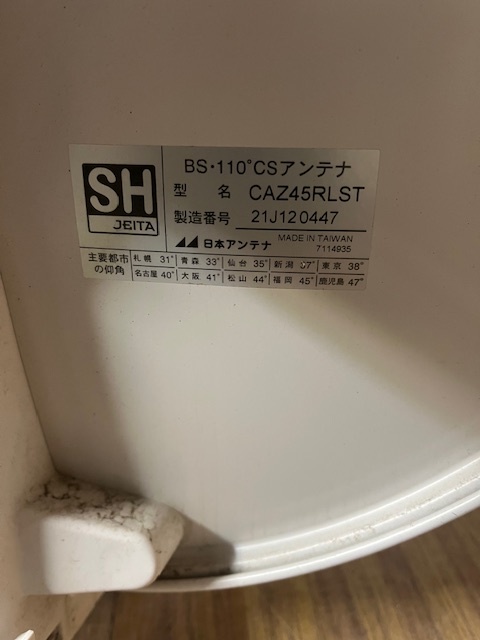 SH
JEITA
BS・110°CSアンテナ
型 名 CAZ45RLST
製造番号 21J120447
日本アンテナ
MADE IN TAIWAN
7114935
主要都市の仰角
札幌 31° 青森 33° 仙台 35° 新潟 37° 東京 38°
名古屋 40° 大阪 41° 松山 44° 福岡 45° 鹿児島 47°